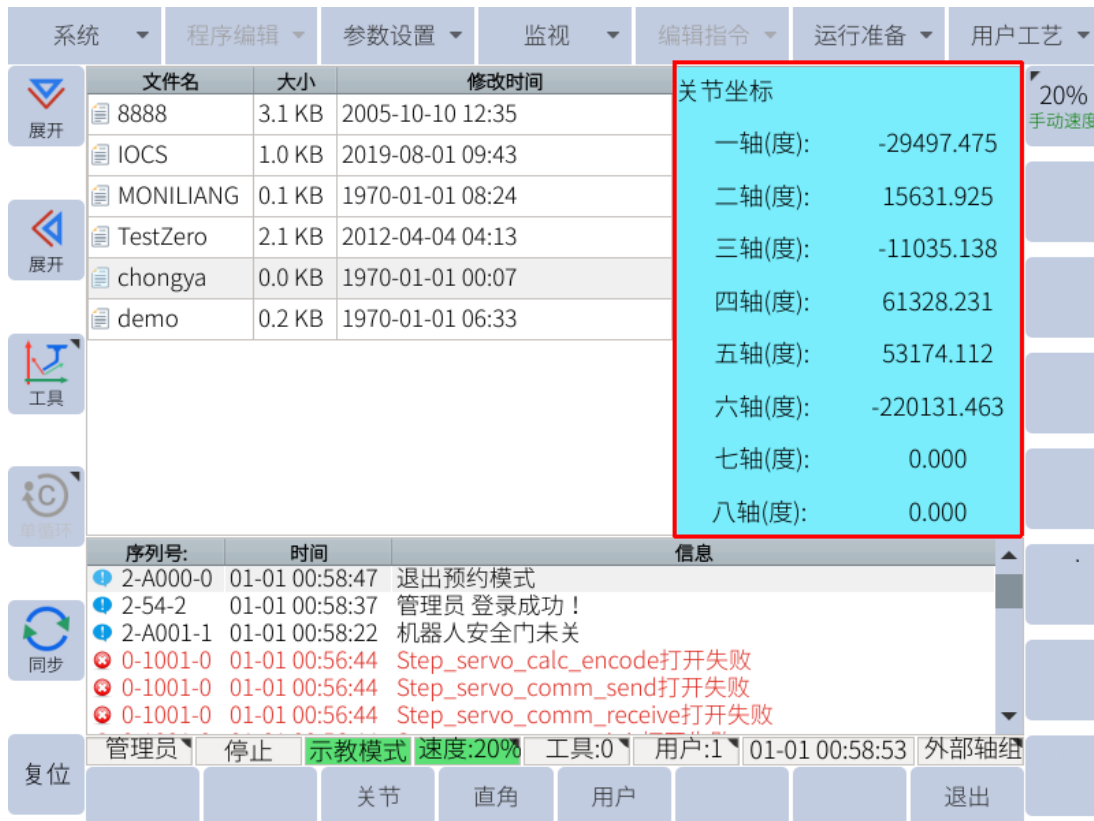 系统 程序编辑 参数设置 监视 编辑指令 运行准备 用户工艺
展开
展开
工具
单循环
同步
复位
文件名 大小 修改时间
8888 3.1 KB 2005-10-10 12:35
IOCS 1.0 KB 2019-08-01 09:43
MONILIANG 0.1 KB 1970-01-01 08:24
TestZero 2.1 KB 2012-04-04 04:13
chongya 0.0 KB 1970-01-01 00:07
demo 0.2 KB 1970-01-01 06:33
关节坐标
一轴(度): -29497.475
二轴(度): 15631.925
三轴(度): -11035.138
四轴(度): 61328.231
五轴(度): 53174.112
六轴(度): -220131.463
七轴(度): 0.000
八轴(度): 0.000
20%
手动速度
序列号: 时间 信息
2-A000-0 01-01 00:58:47 退出预约模式
2-54-2 01-01 00:58:37 管理员 登录成功！
2-A001-1 01-01 00:58:22 机器人安全门未关
0-1001-0 01-01 00:56:44 Step_servo_calc_encode打开失败
0-1001-0 01-01 00:56:44 Step_servo_comm_send打开失败
0-1001-0 01-01 00:56:44 Step_servo_comm_receive打开失败
管理员 停止 示教模式 速度:20% 工具:0 用户:1 01-01 00:58:53 外部轴组
关节 直角 用户 退出